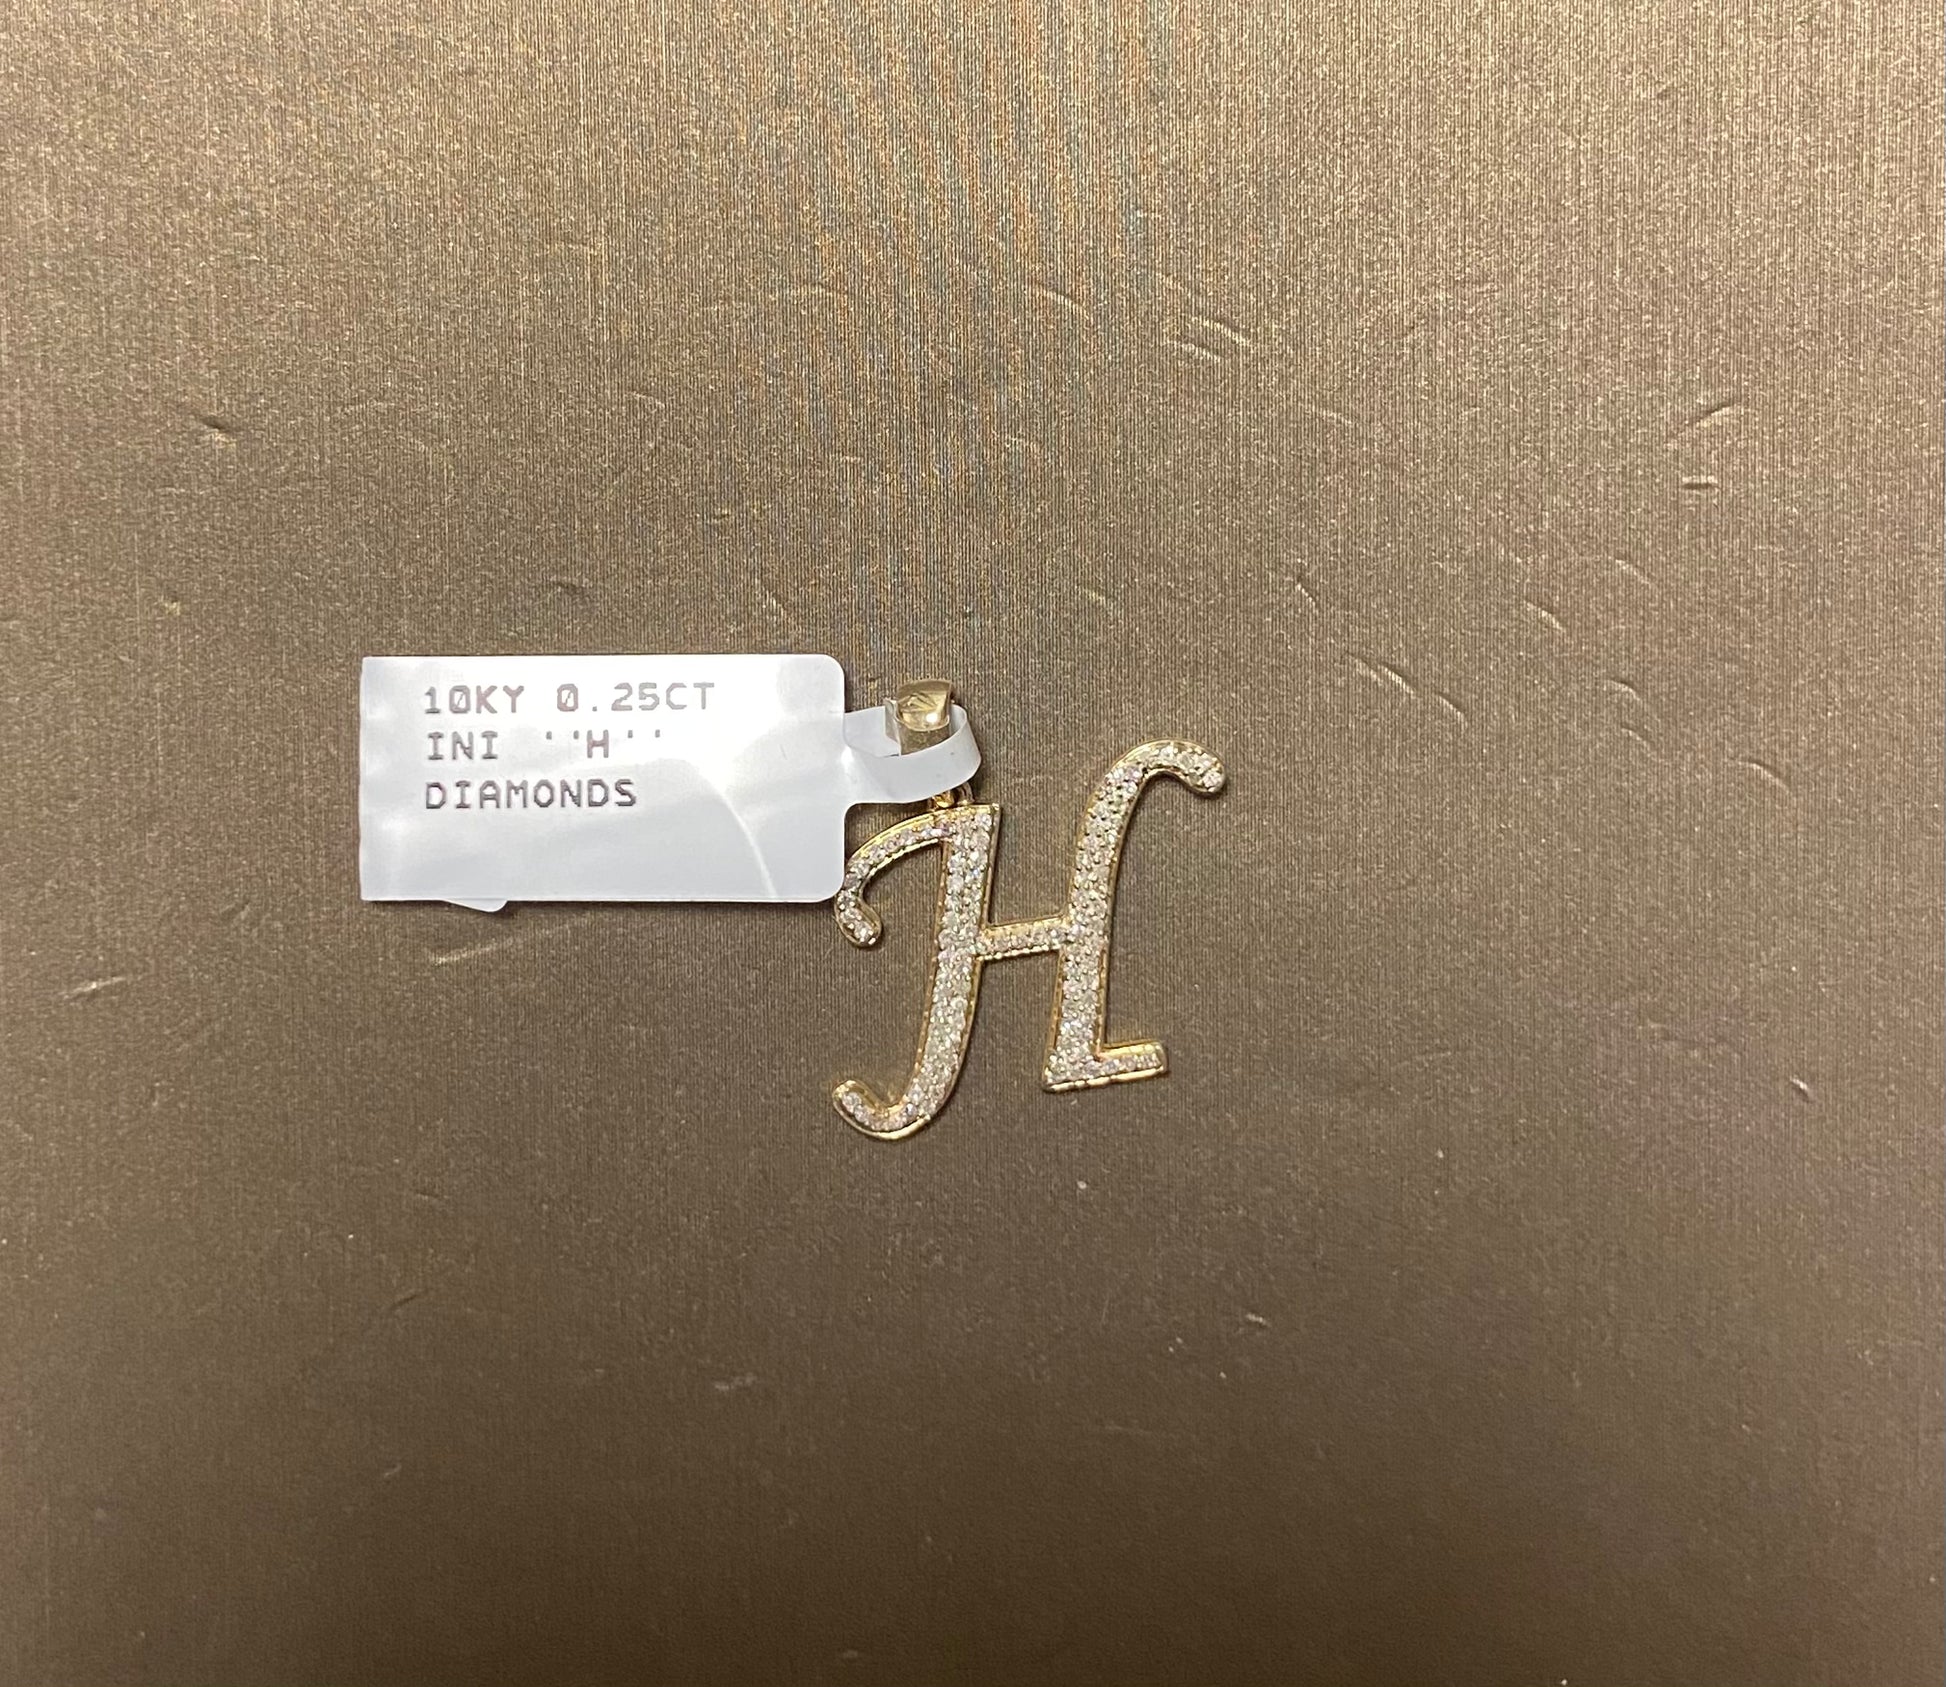 10KY 0.25CT
INI ''H''
DIAMONDS
H